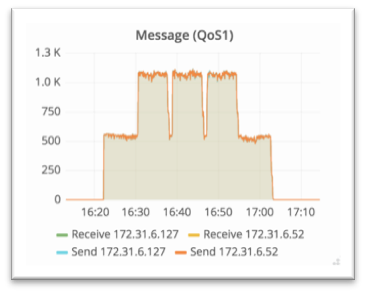 Message (QoS1)
1.3 K
1.0 K
750
500
250
0
16:20 16:30 16:40 16:50 17:00 17:10
Receive 172.31.6.127 Receive 172.31.6.52
Send 172.31.6.127 Send 172.31.6.52